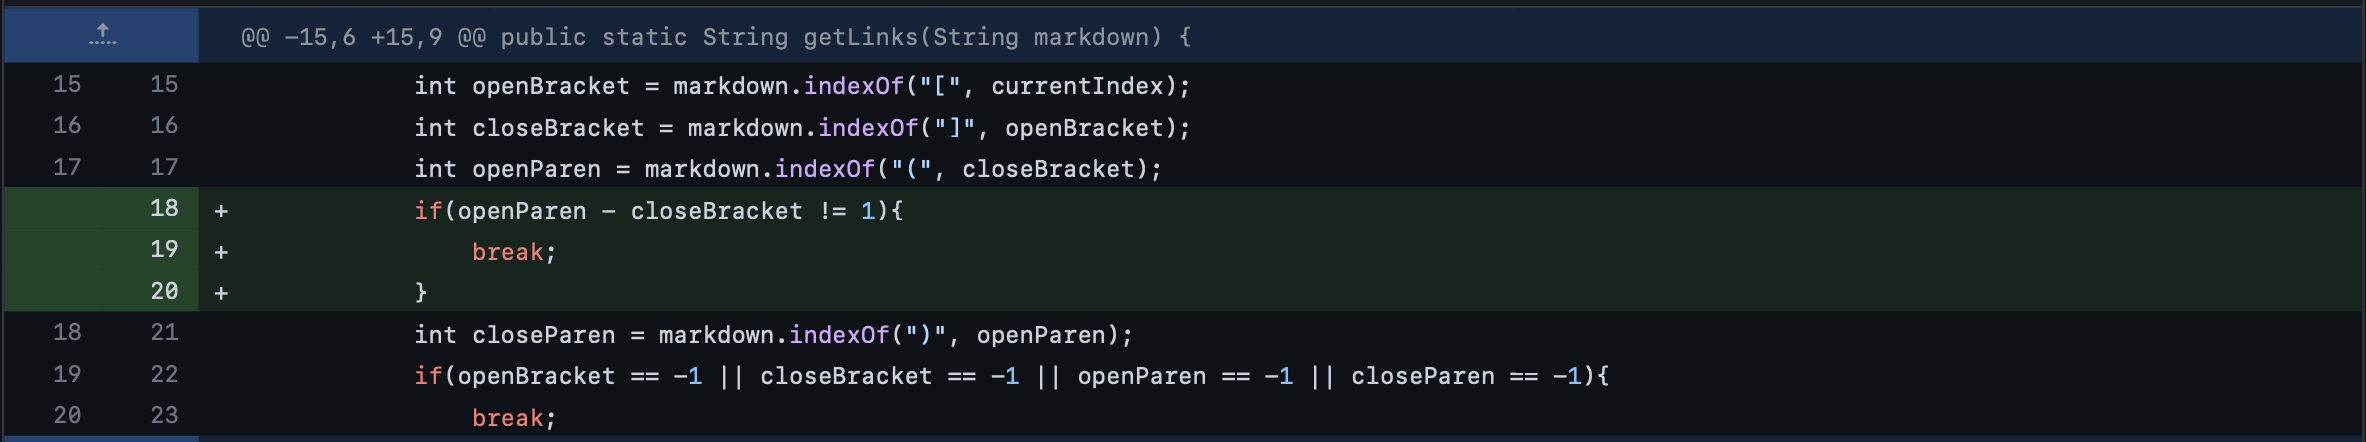 @@ -15,6 +15,9 @@ public static String getLinks(String markdown) {
15 15 int openBracket = markdown.indexOf("[", currentIndex);
16 16 int closeBracket = markdown.indexOf("]", openBracket);
17 17 int openParen = markdown.indexOf("(", closeBracket);
18 + if(openParen - closeBracket != 1){
19 + break;
20 + }
18 21 int closeParen = markdown.indexOf(")", openParen);
19 22 if(openBracket == -1 || closeBracket == -1 || openParen == -1 || closeParen == -1){
20 23 break;